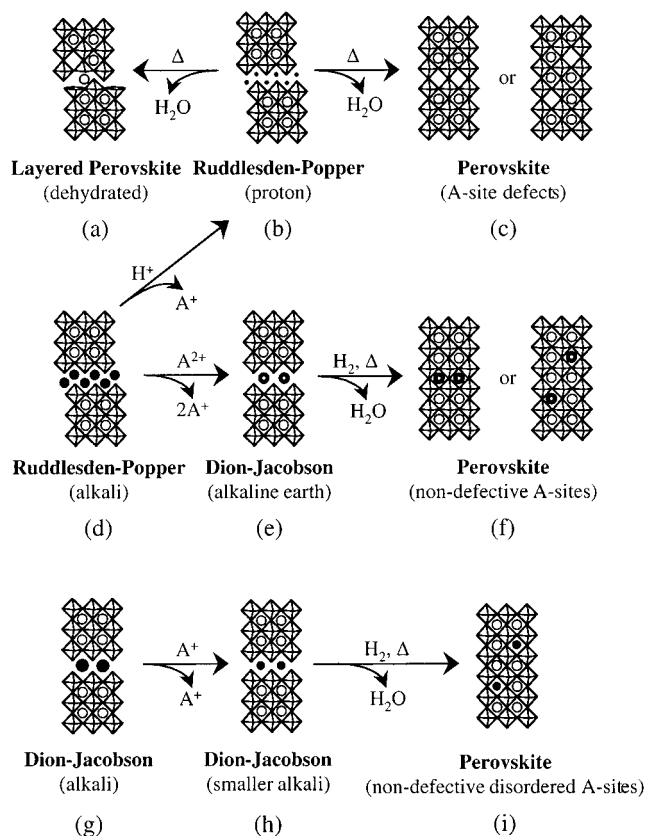 Δ
H₂O
Δ
H₂O
or
Layered Perovskite
(dehydrated)
(a)
Ruddlesden-Popper
(proton)
(b)
Perovskite
(A-site defects)
(c)
H⁺
A⁺
A²⁺
2A⁺
H₂, Δ
H₂O
or
Ruddlesden-Popper
(alkali)
(d)
Dion-Jacobson
(alkaline earth)
(e)
Perovskite
(non-defective A-sites)
(f)
A⁺
A⁺
H₂, Δ
H₂O
Dion-Jacobson
(alkali)
(g)
Dion-Jacobson
(smaller alkali)
(h)
Perovskite
(non-defective disordered A-sites)
(i)